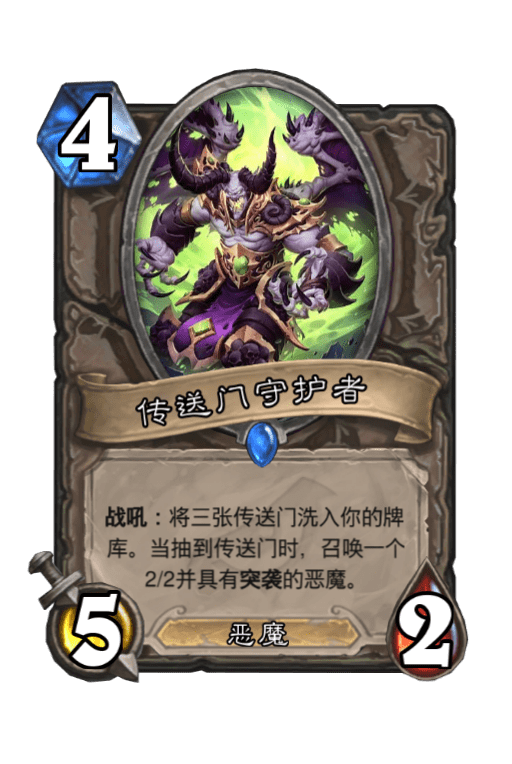 4
传送门守护者
战吼：将三张传送门洗入你的牌
库。当抽到传送门时，召唤一个
2/2并具有突袭的恶魔。
5
恶魔
2